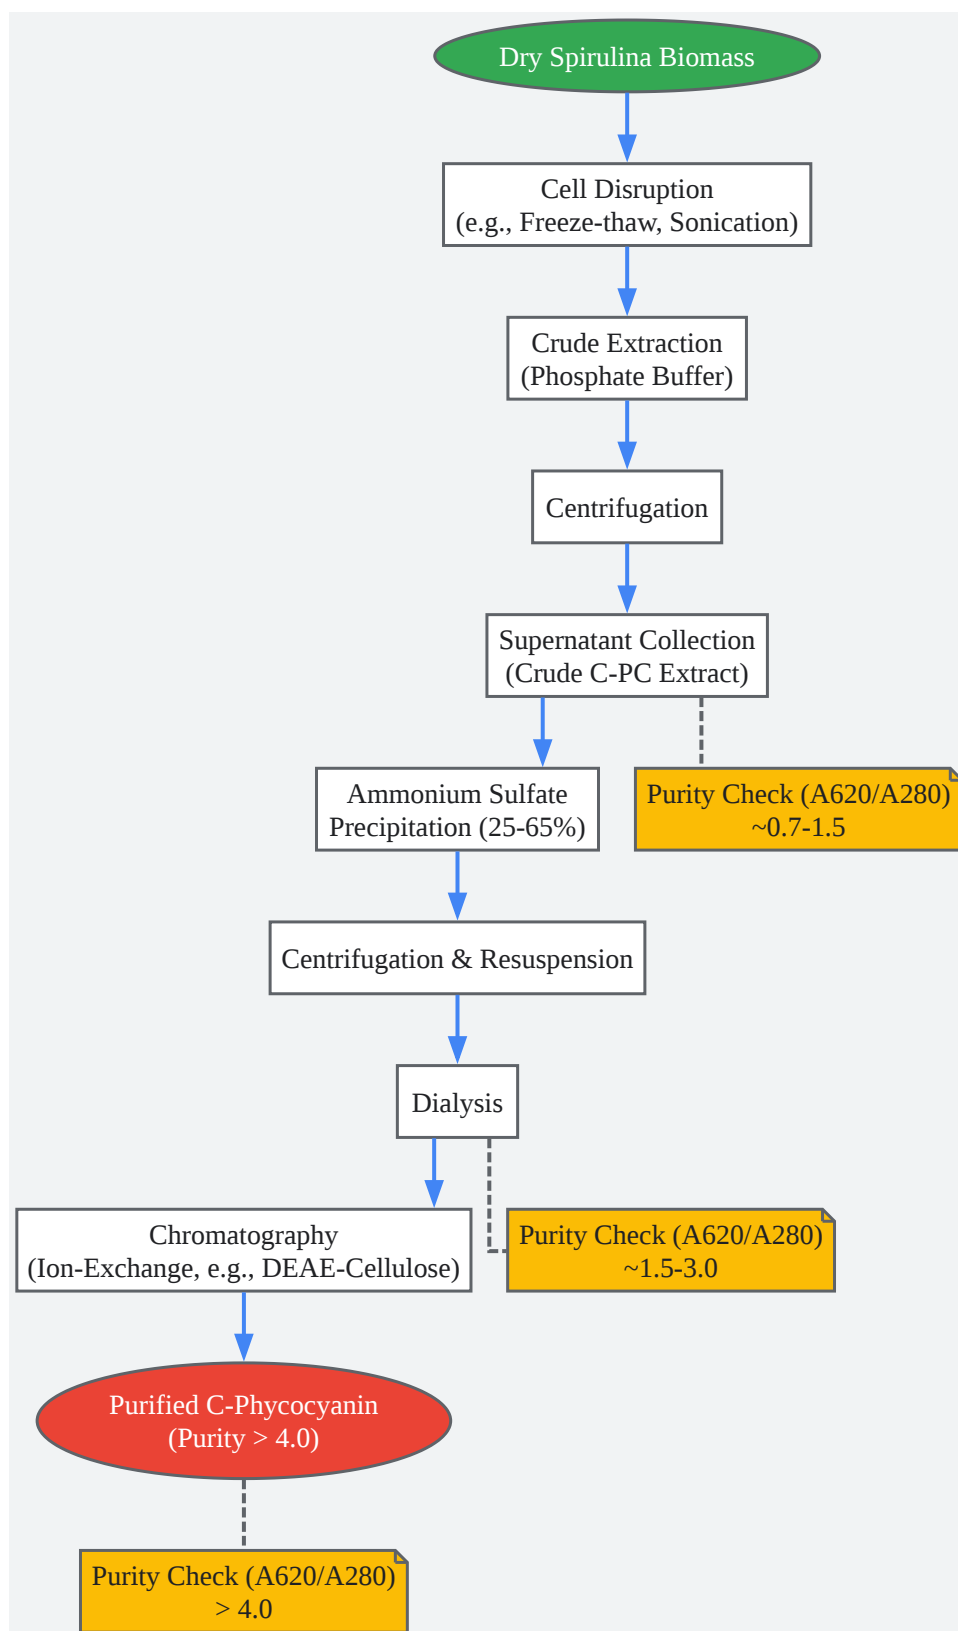 Dry Spirulina Biomass
Cell Disruption
(e.g., Freeze-thaw, Sonication)
Crude Extraction
(Phosphate Buffer)
Centrifugation
Supernatant Collection
(Crude C-PC Extract)
Ammonium Sulfate
Precipitation (25-65%)
Purity Check (A620/A280)
~0.7-1.5
Centrifugation & Resuspension
Dialysis
Chromatography
(Ion-Exchange, e.g., DEAE-Cellulose)
Purity Check (A620/A280)
~1.5-3.0
Purified C-Phycocyanin
(Purity > 4.0)
Purity Check (A620/A280)
> 4.0